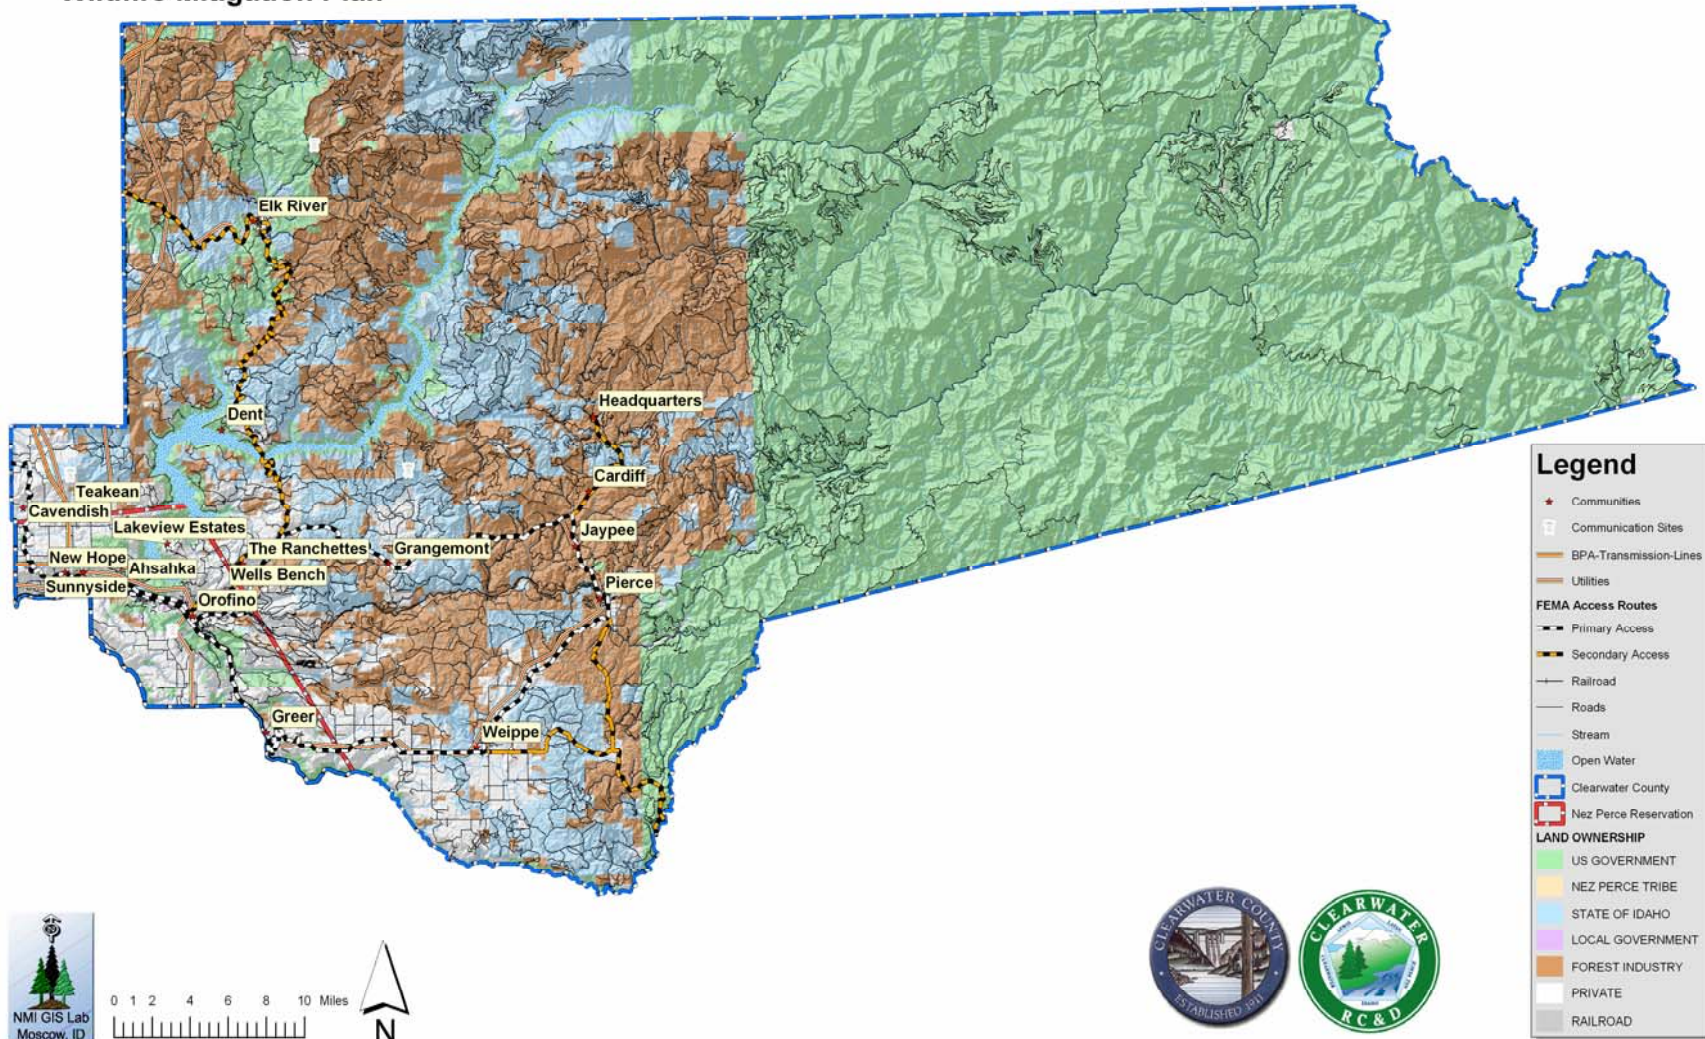 Wildfire Mitigation Plan
Elk River
Dent
Headquarters
Cardiff
Teakean
Cavendish
Lakeview Estates
Jaypee
New Hope
The Ranchettes
Grangemont
Ahsahka
Wells Bench
Sunnyside
Pierce
Orofino
Greer
Weippe
Legend
Communities
Communication Sites
BPA-Transmission-Lines
Utilities
FEMA Access Routes
Primary Access
Secondary Access
Railroad
Roads
Stream
Open Water
Clearwater County
Nez Perce Reservation
LAND OWNERSHIP
US GOVERNMENT
NEZ PERCE TRIBE
STATE OF IDAHO
LOCAL GOVERNMENT
FOREST INDUSTRY
PRIVATE
RAILROAD
NMI GIS Lab
Moscow, ID
0 1 2 4 6 8 10 Miles
N
CLEARWATER COUNTY
ESTABLISHED 1911
CLEARWATER
RC&D